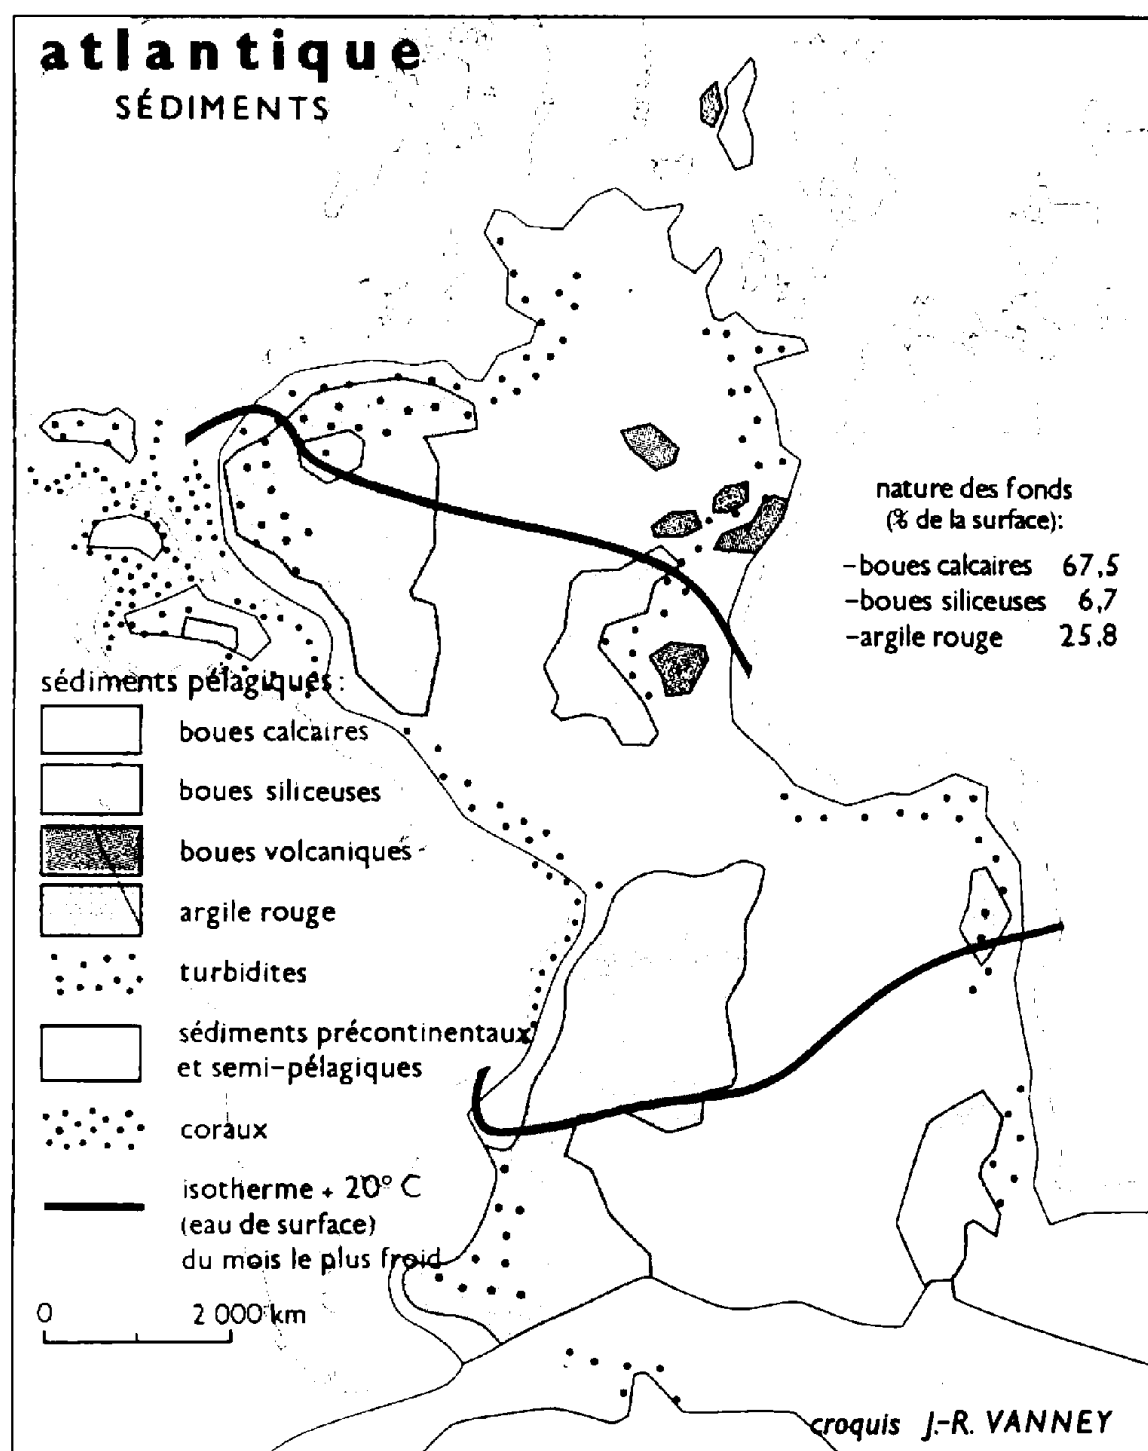 atlantique
SÉDIMENTS
nature des fonds
(% de la surface):
-boues calcaires 67,5
-boues siliceuses 6,7
-argile rouge 25,8
sédiments pélagiques:
boues calcaires
boues siliceuses
boues volcaniques
argile rouge
turbidites
sédiments précontinentaux
et semi-pélagiques
coraux
isotherme + 20° C
(eau de surface)
du mois le plus froid
0 2 000 km
croquis J.-R. VANNEY